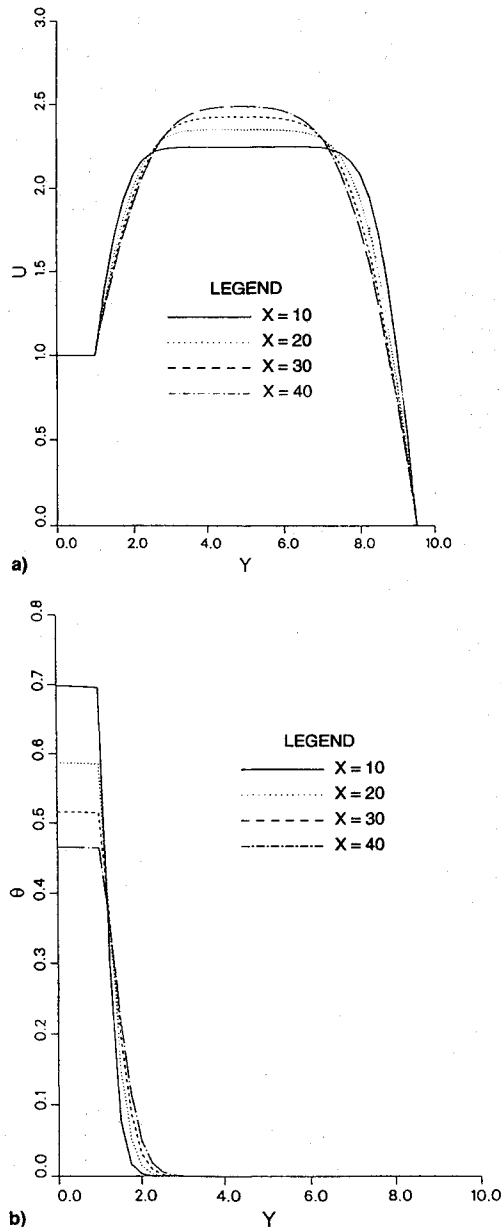 3.0
2.5
2.0
1.5
1.0
0.5
0.0
U
LEGEND
X = 10
X = 20
X = 30
X = 40
0.0 2.0 4.0 6.0 8.0 10.0
Y
a)
0.8
0.7
0.6
0.5
0.4
0.3
0.2
0.1
0.0
θ
LEGEND
X = 10
X = 20
X = 30
X = 40
0.0 2.0 4.0 6.0 8.0 10.0
Y
b)